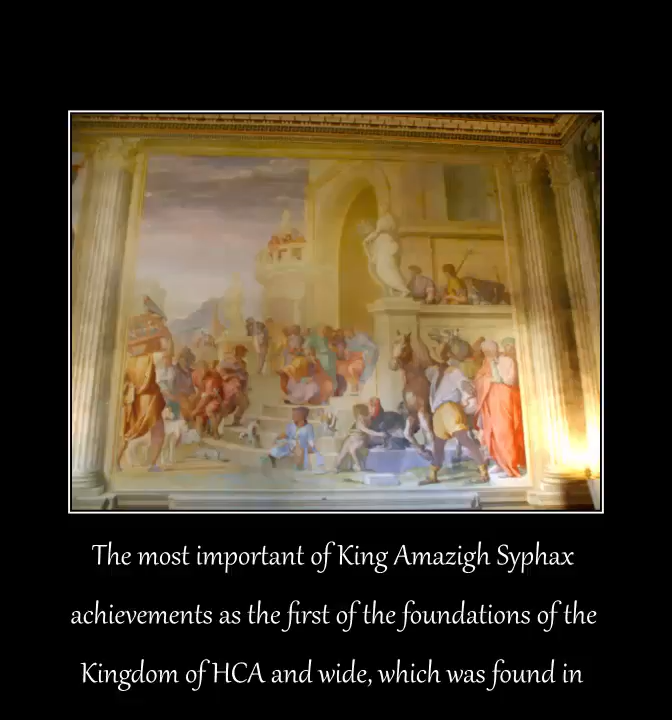 The most important of King Amazigh Syphax
achievements as the first of the foundations of the
Kingdom of HCA and wide, which was found in